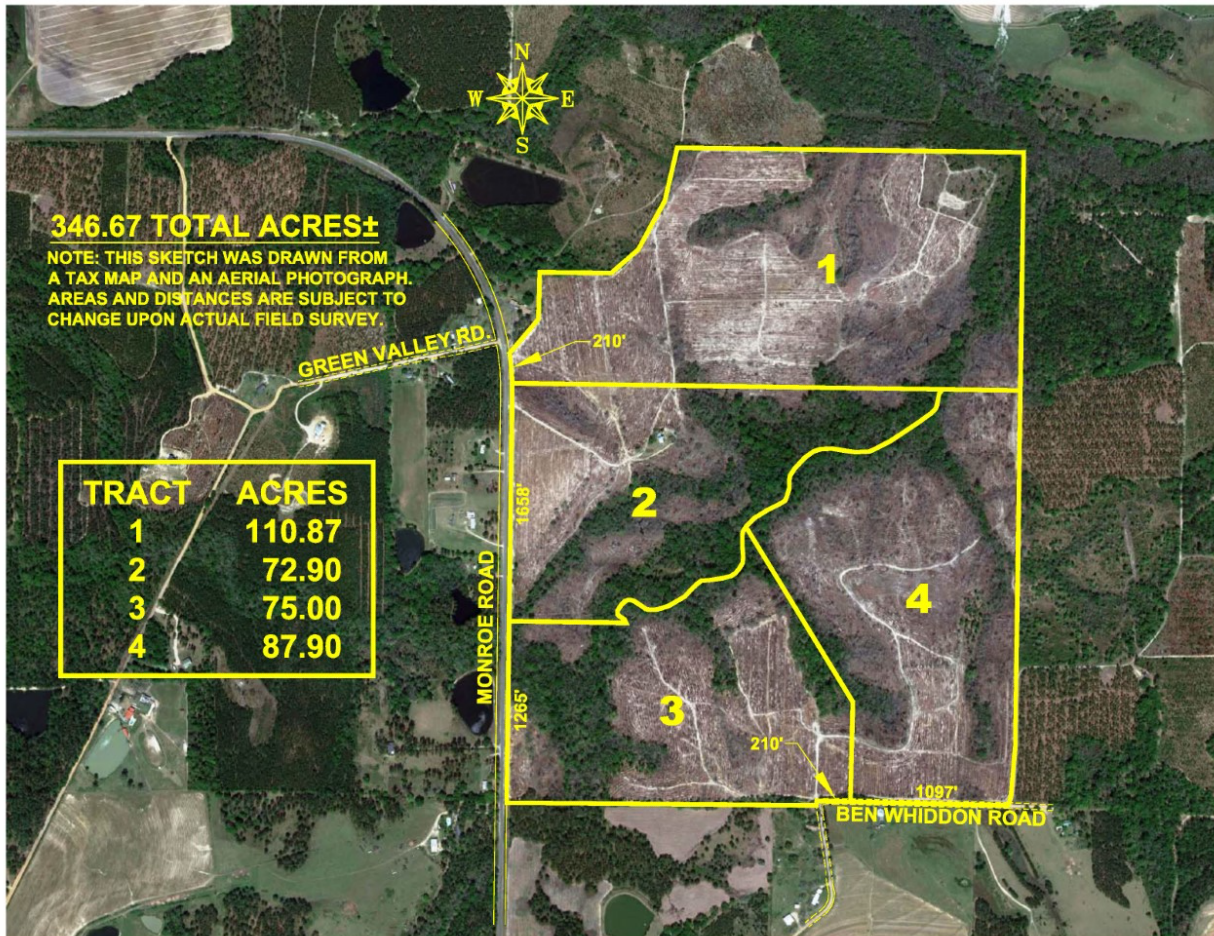 N
W E
S
346.67 TOTAL ACRES±
NOTE: THIS SKETCH WAS DRAWN FROM
A TAX MAP AND AN AERIAL PHOTOGRAPH.
AREAS AND DISTANCES ARE SUBJECT TO
CHANGE UPON ACTUAL FIELD SURVEY.
GREEN VALLEY RD.
210'
1
TRACT ACRES
1 110.87
2 72.90
3 75.00
4 87.90
1658'
2
MONROE ROAD
4
1265'
3
210'
1097'
BEN WHIDDON ROAD